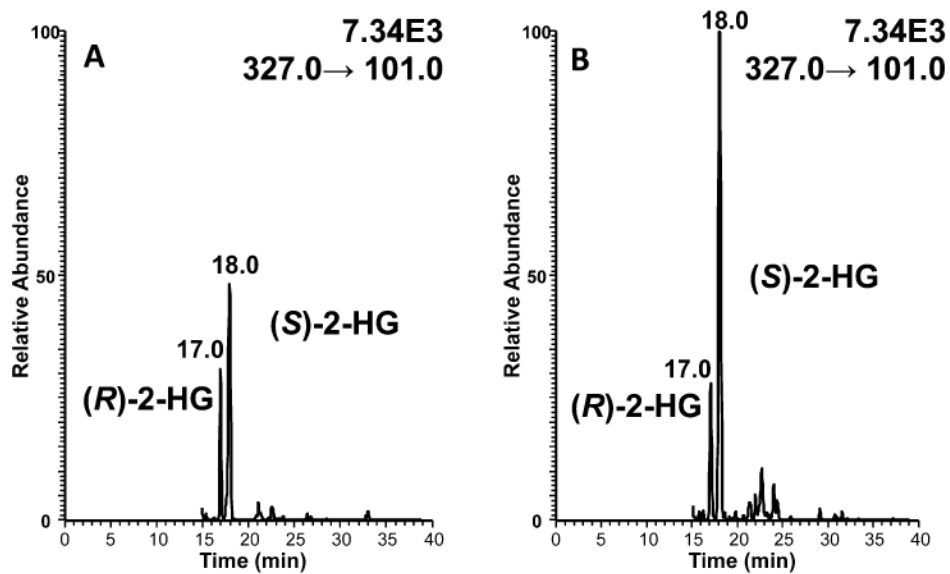 A
7.34E3
327.0→ 101.0
100
50
0
Relative Abundance
18.0
17.0
(S)-2-HG
(R)-2-HG
0 5 10 15 20 25 30 35 40
Time (min)
B
18.0
7.34E3
327.0→ 101.0
100
50
0
Relative Abundance
(S)-2-HG
17.0
(R)-2-HG
0 5 10 15 20 25 30 35 40
Time (min)